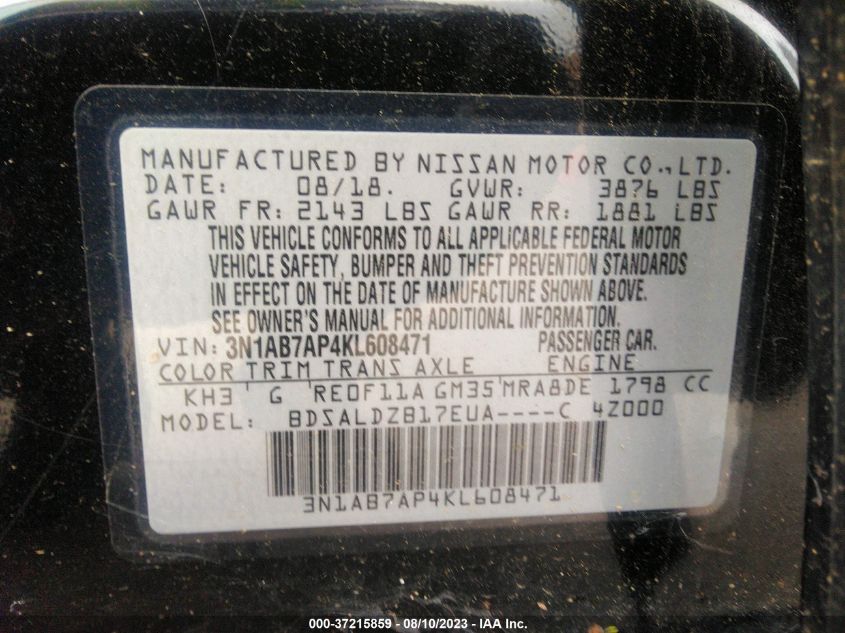 MANUFACTURED BY NISSAN MOTOR CO.,LTD.
DATE: 08/18. GVWR: 3876 LBS
GAWR FR: 2143 LBS GAWR RR: 1881 LBS
THIS VEHICLE CONFORMS TO ALL APPLICABLE FEDERAL MOTOR
VEHICLE SAFETY, BUMPER AND THEFT PREVENTION STANDARDS
IN EFFECT ON THE DATE OF MANUFACTURE SHOWN ABOVE.
SEE OWNER'S MANUAL FOR ADDITIONAL INFORMATION.
VIN: 3N1AB7AP4KL608471 PASSENGER CAR.
COLOR TRIM TRANS AXLE ENGINE
KH3 G RE0F11A GM35 MRA8DE 1798 CC
MODEL: BDSALDZB17EUA----C 4Z000
3N1AB7AP4KL608471
000-37215859 - 08/10/2023 - IAAI Inc.